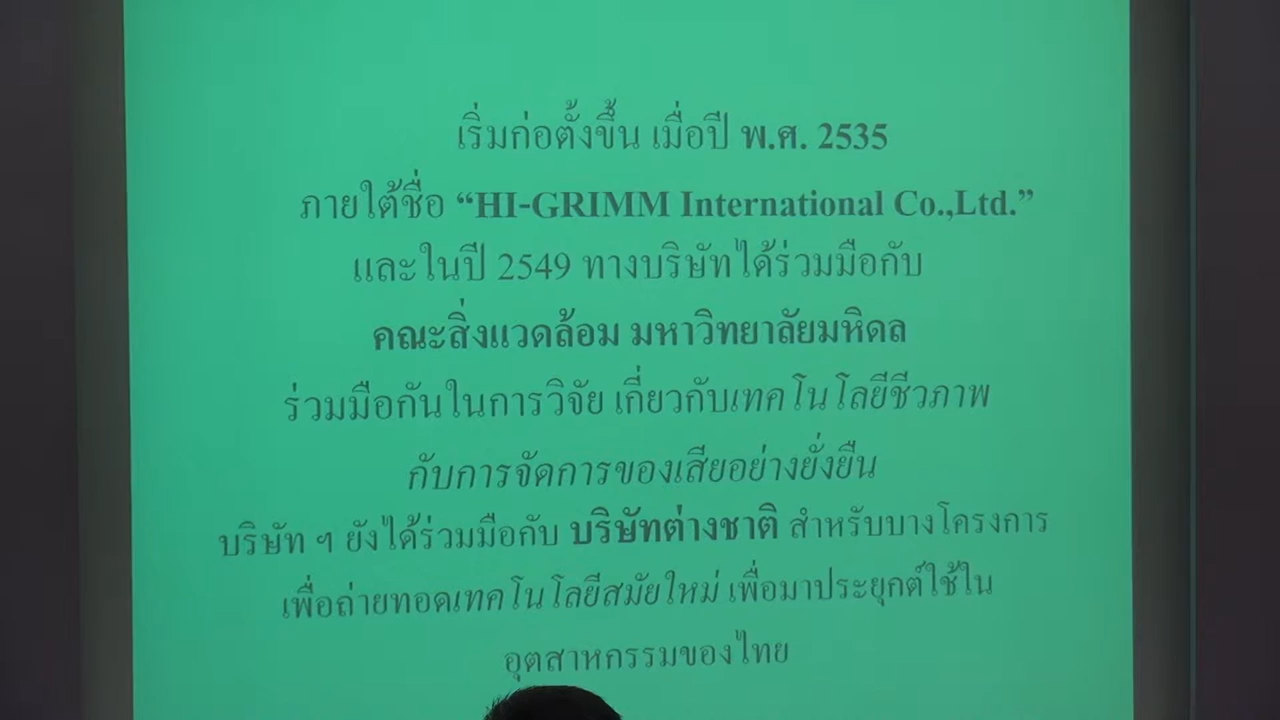 เริ่มก่อตั้งขึ้น เมื่อปี พ.ศ. 2535
ภายใต้ชื่อ “HI-GRIMM International Co.,Ltd.”
และในปี 2549 ทางบริษัทได้ร่วมมือกับ
คณะสิ่งแวดล้อม มหาวิทยาลัยมหิดล
ร่วมมือกันในการวิจัย เกี่ยวกับเทคโนโลยีชีวภาพ
กับการจัดการของเสียอย่างยั่งยืน
บริษัท ฯ ยังได้ร่วมมือกับ บริษัทต่างชาติ สำหรับบางโครงการ
เพื่อถ่ายทอดเทคโนโลยีสมัยใหม่ เพื่อมาประยุกต์ใช้ใน
อุตสาหกรรมของไทย